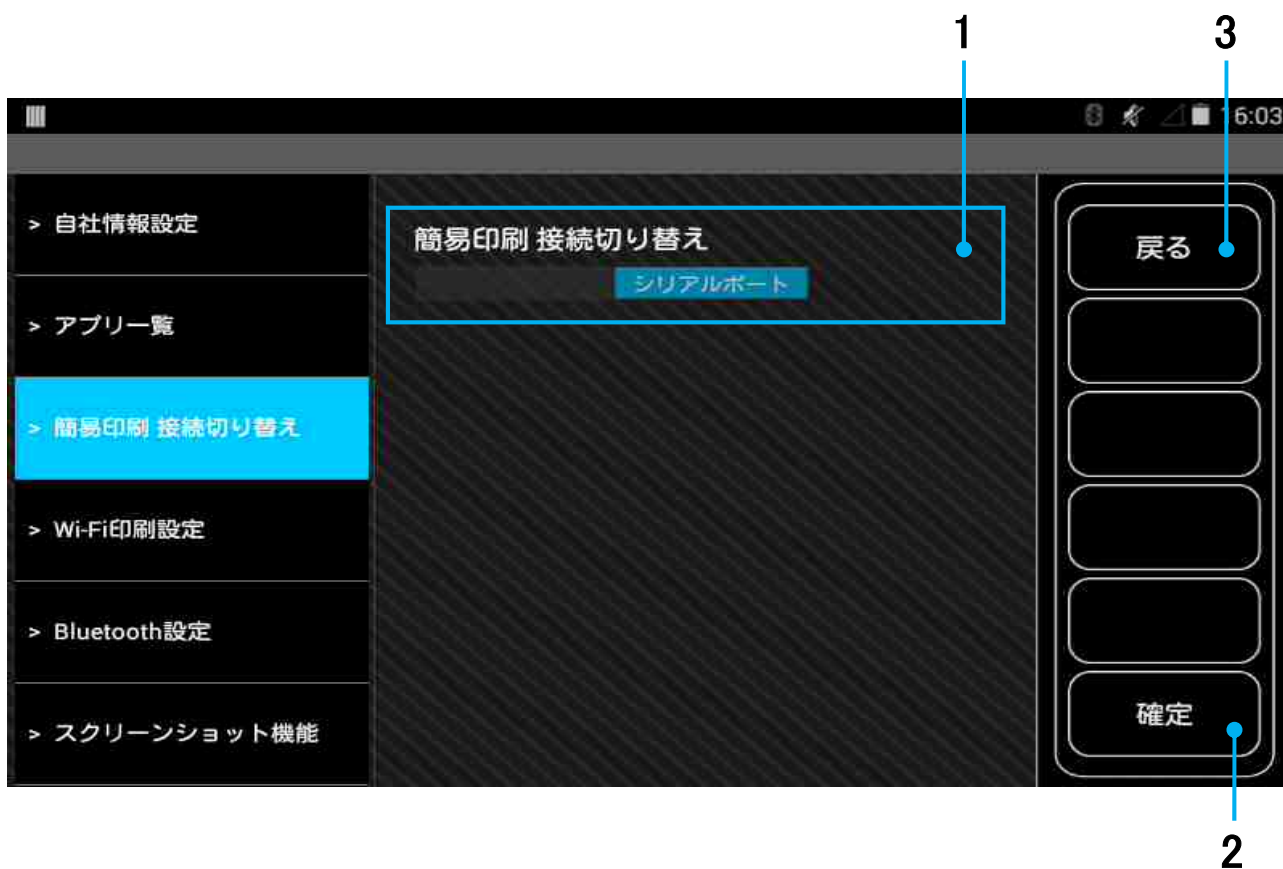 1
3
16:03
> 自社情報設定
> アプリ一覧
> 簡易印刷 接続切り替え
> Wi-Fi印刷設定
> Bluetooth設定
> スクリーンショット機能
簡易印刷 接続切り替え
シリアルポート
戻る
確定
2